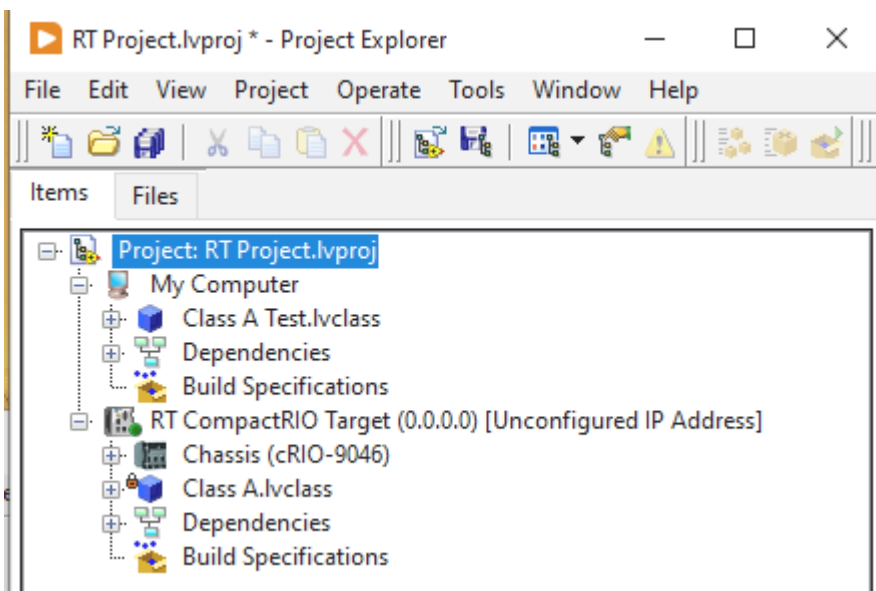 RT Project.lvproj * - Project Explorer
File Edit View Project Operate Tools Window Help
Items Files
Project: RT Project.lvproj
My Computer
Class A Test.lvclass
Dependencies
Build Specifications
RT CompactRIO Target (0.0.0.0) [Unconfigured IP Address]
Chassis (cRIO-9046)
Class A.lvclass
Dependencies
Build Specifications